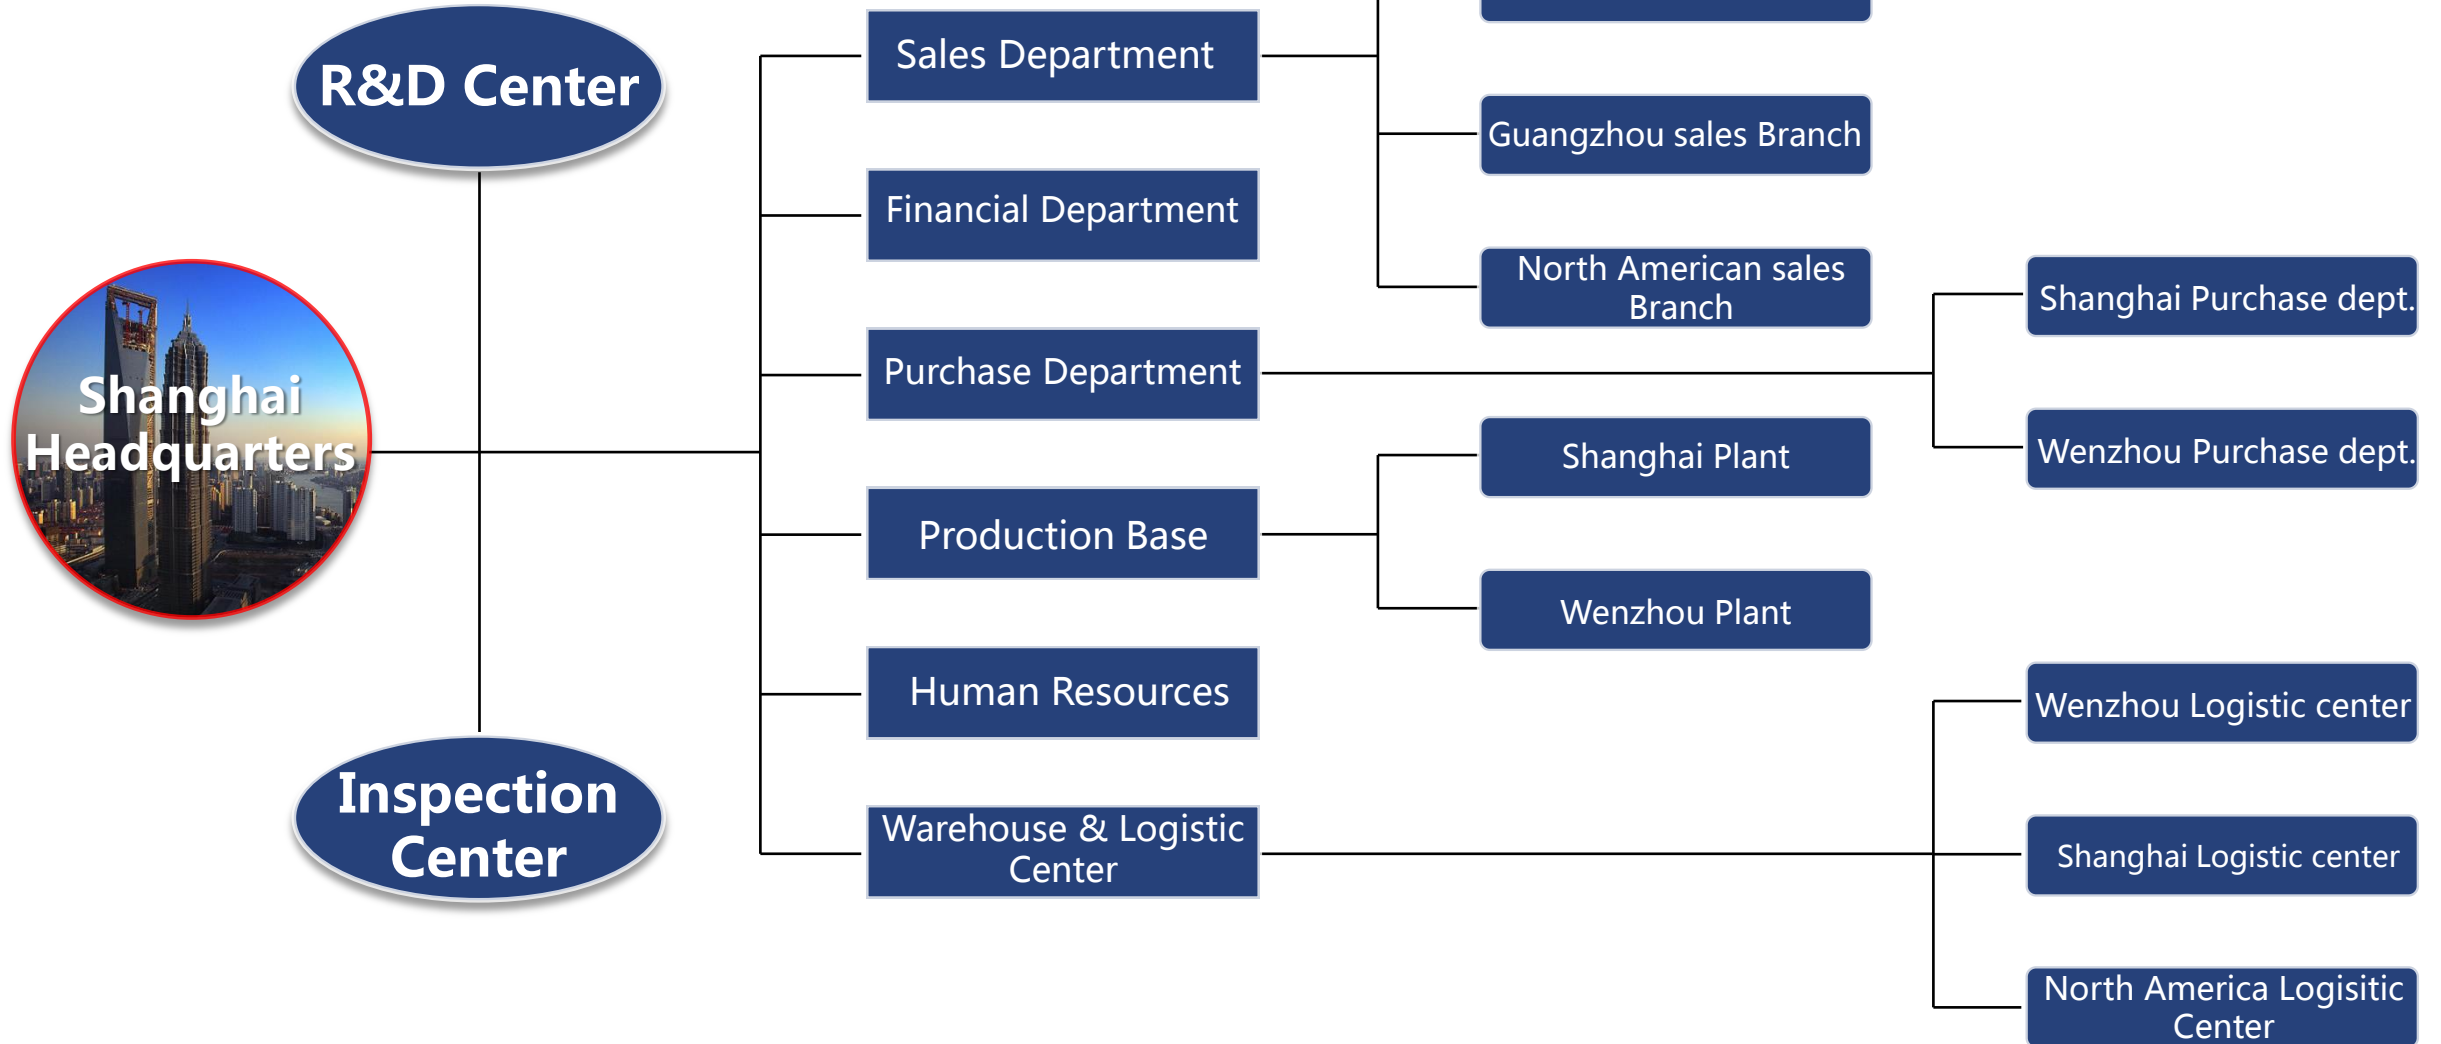 R&D Center
Shanghai
Headquarters
Inspection
Center
Sales Department
Financial Department
Purchase Department
Production Base
Human Resources
Warehouse & Logistic
Center
Guangzhou sales Branch
North American sales
Branch
Shanghai Plant
Wenzhou Plant
Shanghai Purchase dept.
Wenzhou Purchase dept.
Wenzhou Logistic center
Shanghai Logistic center
North America Logisitic
Center